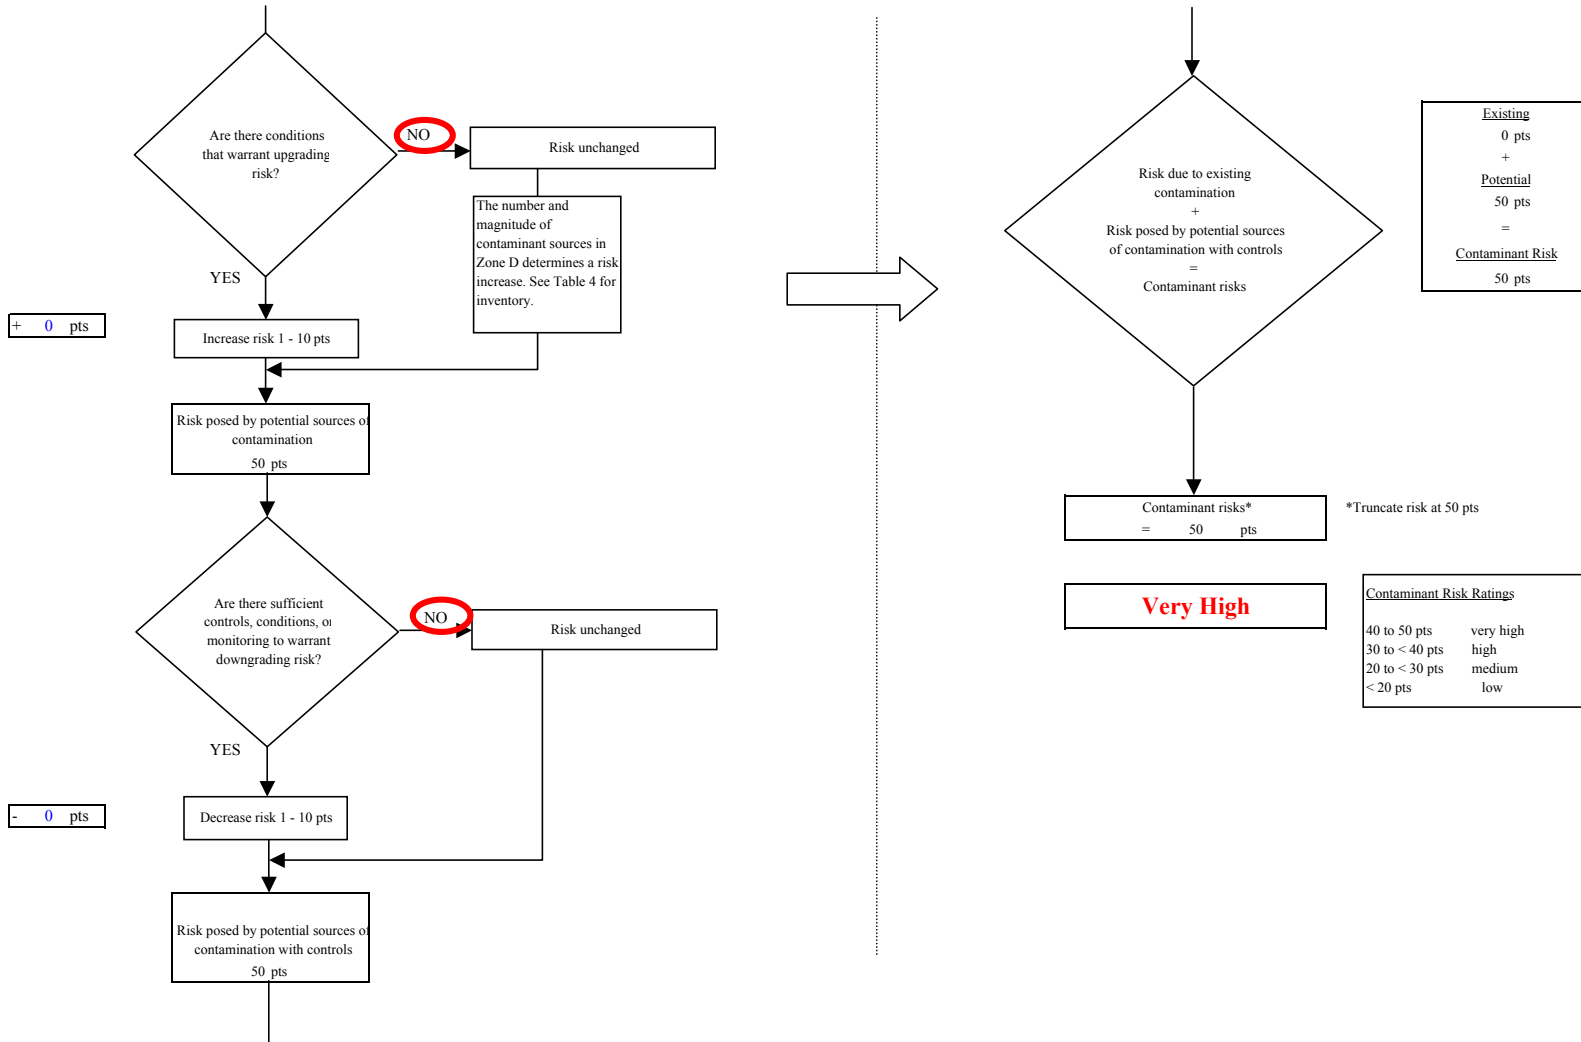 Are there conditions
that warrant upgrading
risk?
NO
Risk unchanged
The number and
magnitude of
contaminant sources in
Zone D determines a risk
increase. See Table 4 for
inventory.
YES
+ 0 pts
Increase risk 1 - 10 pts
Risk posed by potential sources of
contamination
50 pts
Are there sufficient
controls, conditions, or
monitoring to warrant
downgrading risk?
NO
Risk unchanged
YES
- 0 pts
Decrease risk 1 - 10 pts
Risk posed by potential sources of
contamination with controls
50 pts
Risk due to existing
contamination
+
Risk posed by potential sources
of contamination with controls
=
Contaminant risks
Existing
0 pts
+
Potential
50 pts
=
Contaminant Risk
50 pts
Contaminant risks*
= 50 pts
*Truncate risk at 50 pts
Very High
Contaminant Risk Ratings
40 to 50 pts very high
30 to < 40 pts high
20 to < 30 pts medium
< 20 pts low